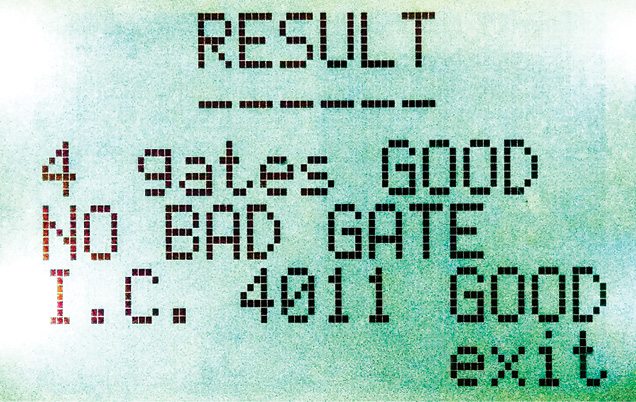 RESULT
------
4 gates GOOD
NO BAD GATE
I.C. 4011 GOOD
exit